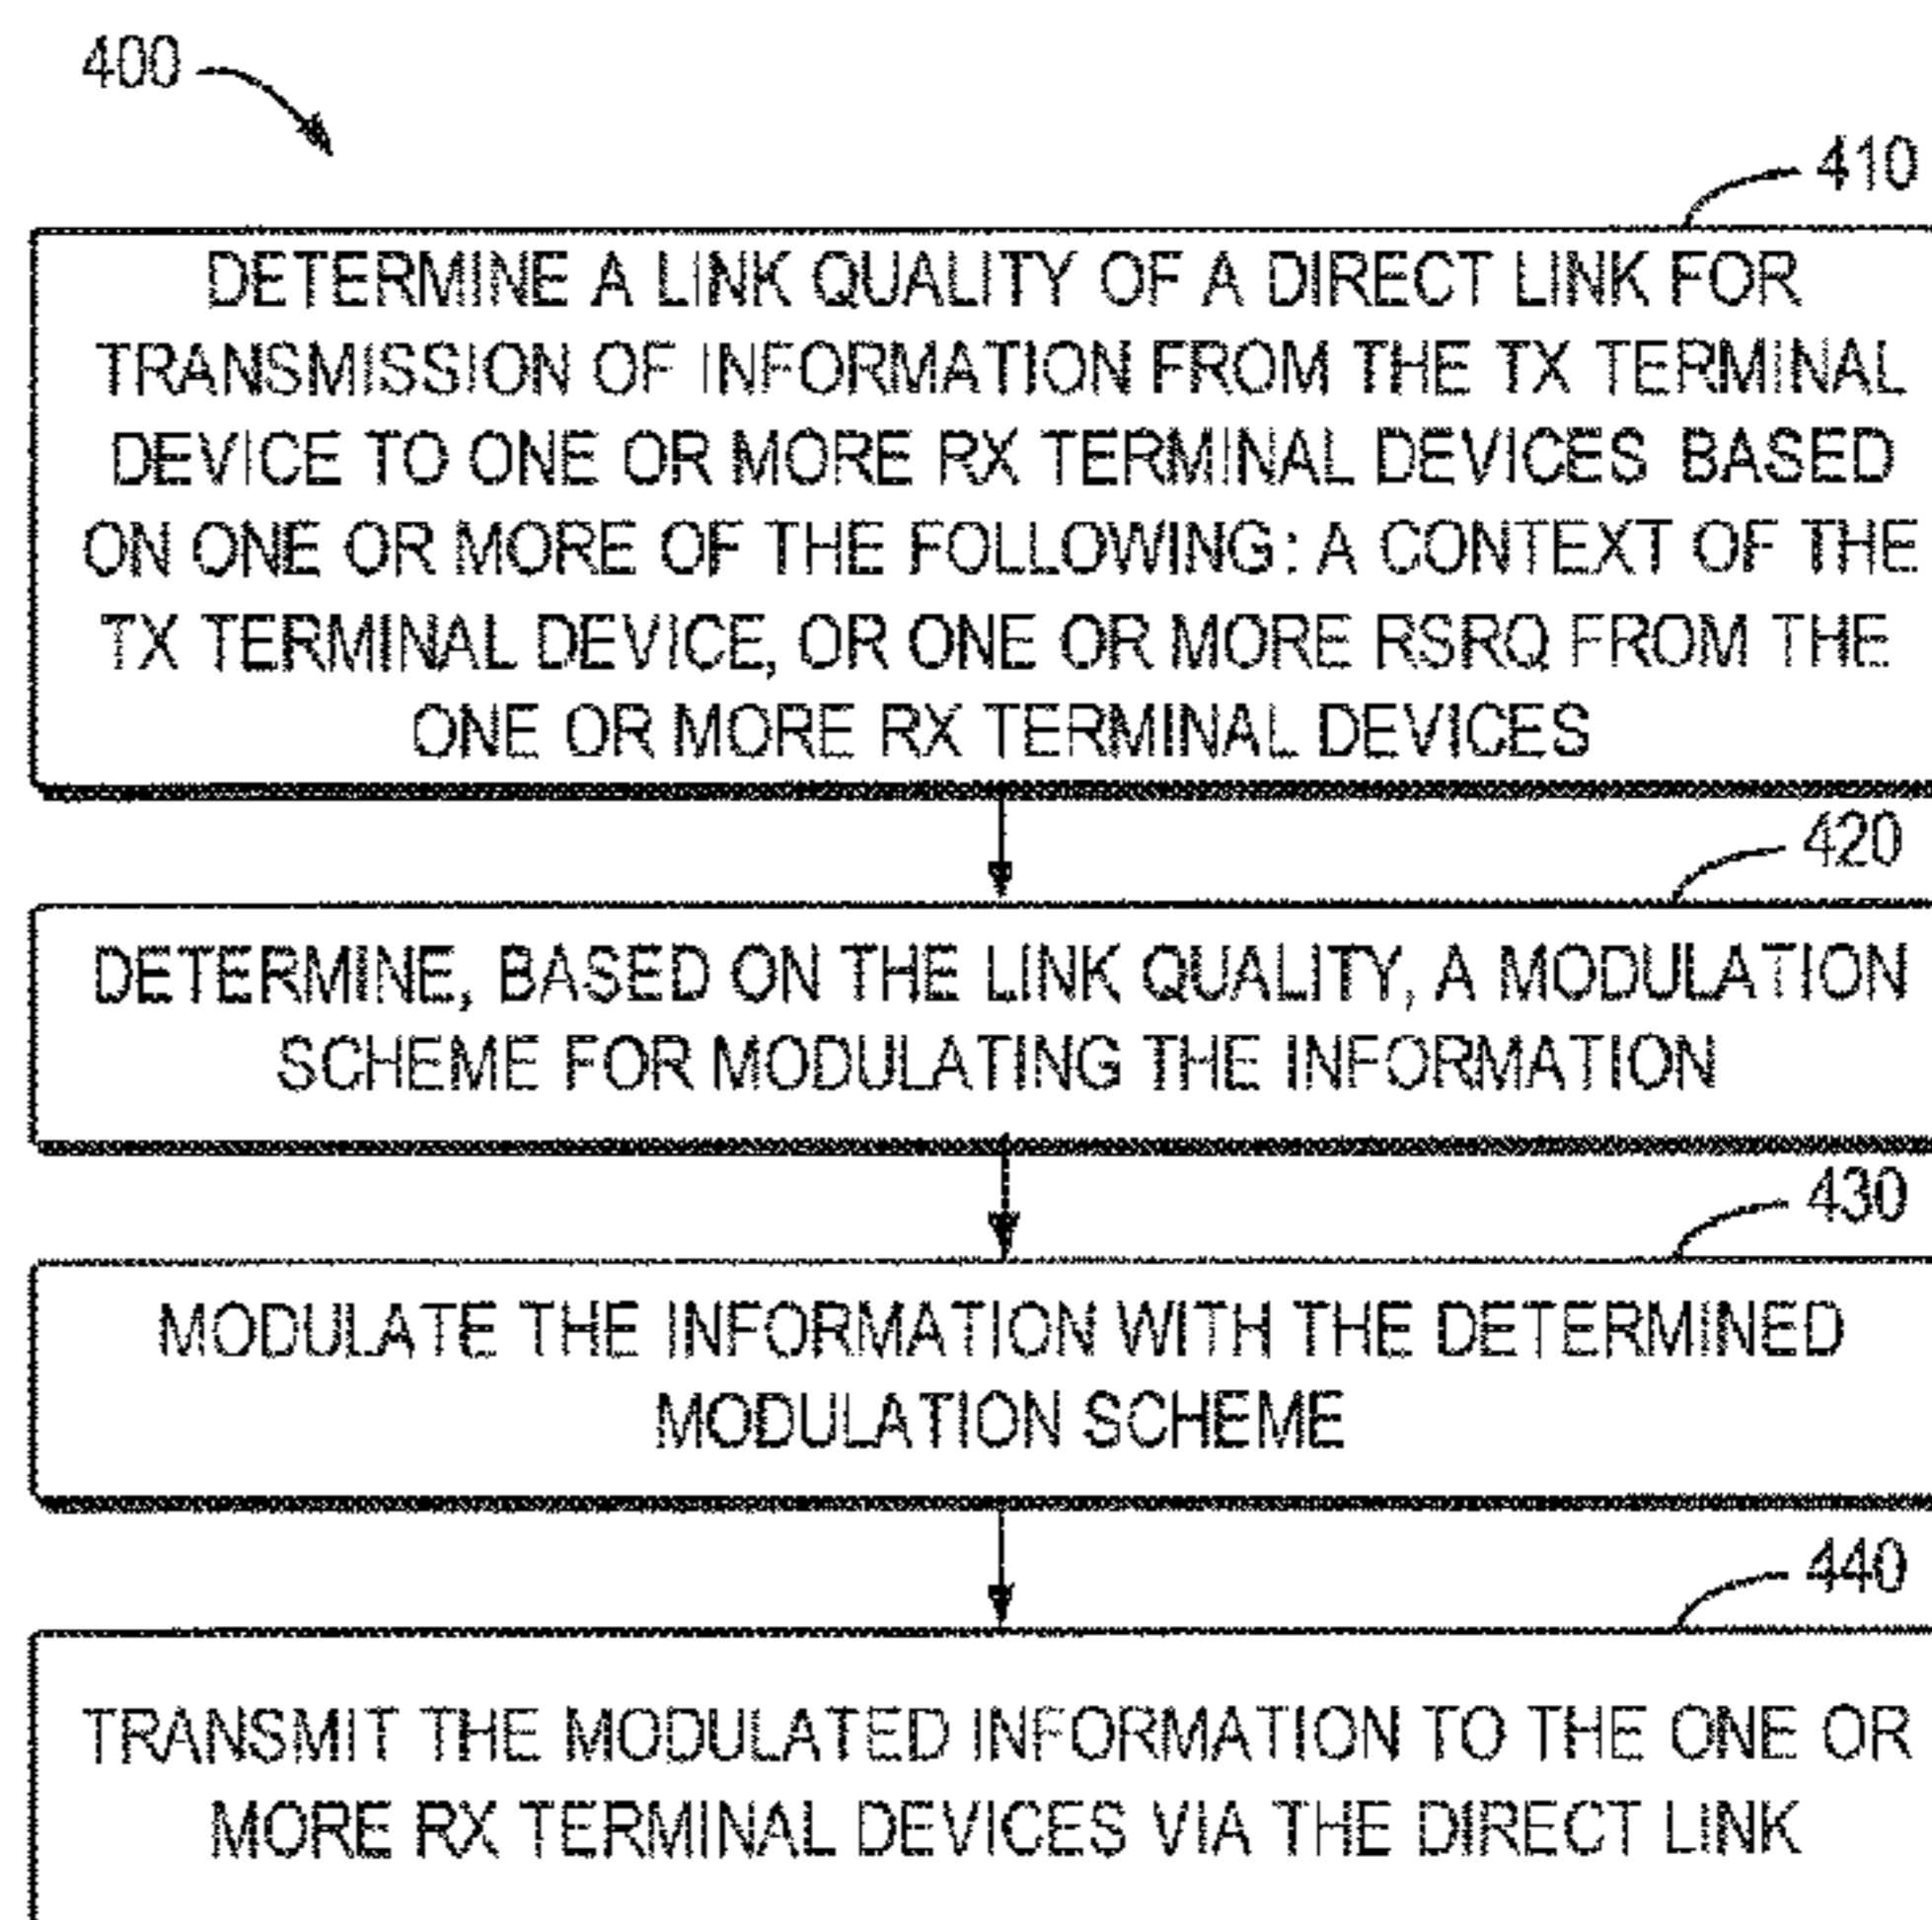 400
410
DETERMINE A LINK QUALITY OF A DIRECT LINK FOR
TRANSMISSION OF INFORMATION FROM THE TX TERMINAL
DEVICE TO ONE OR MORE RX TERMINAL DEVICES BASED
ON ONE OR MORE OF THE FOLLOWING: A CONTEXT OF THE
TX TERMINAL DEVICE, OR ONE OR MORE RSRQ FROM THE
ONE OR MORE RX TERMINAL DEVICES
420
DETERMINE, BASED ON THE LINK QUALITY, A MODULATION
SCHEME FOR MODULATING THE INFORMATION
430
MODULATE THE INFORMATION WITH THE DETERMINED
MODULATION SCHEME
440
TRANSMIT THE MODULATED INFORMATION TO THE ONE OR
MORE RX TERMINAL DEVICES VIA THE DIRECT LINK